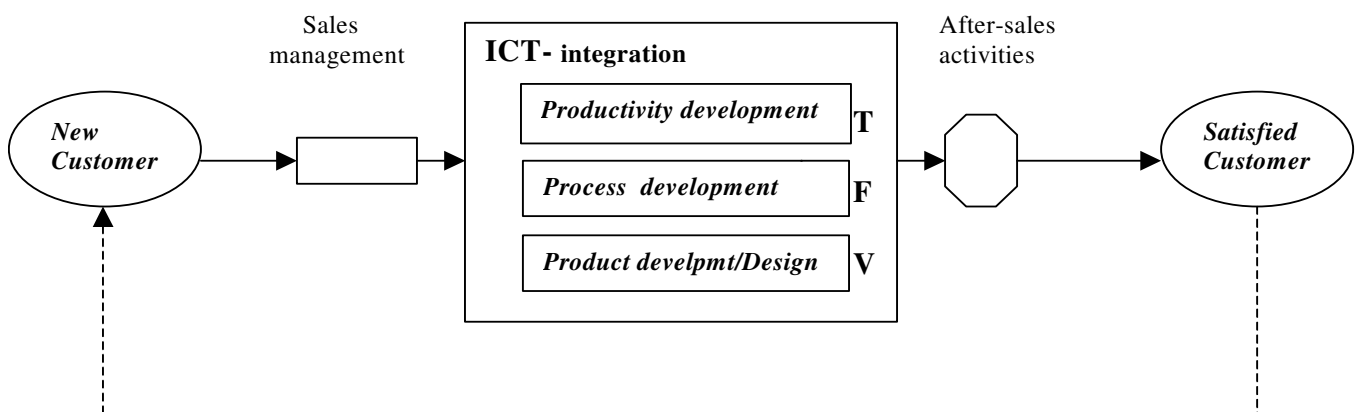 Sales
management
After-sales
activities
New
Customer
ICT- integration
Productivity development T
Process development F
Product develpmt/Design V
Satisfied
Customer